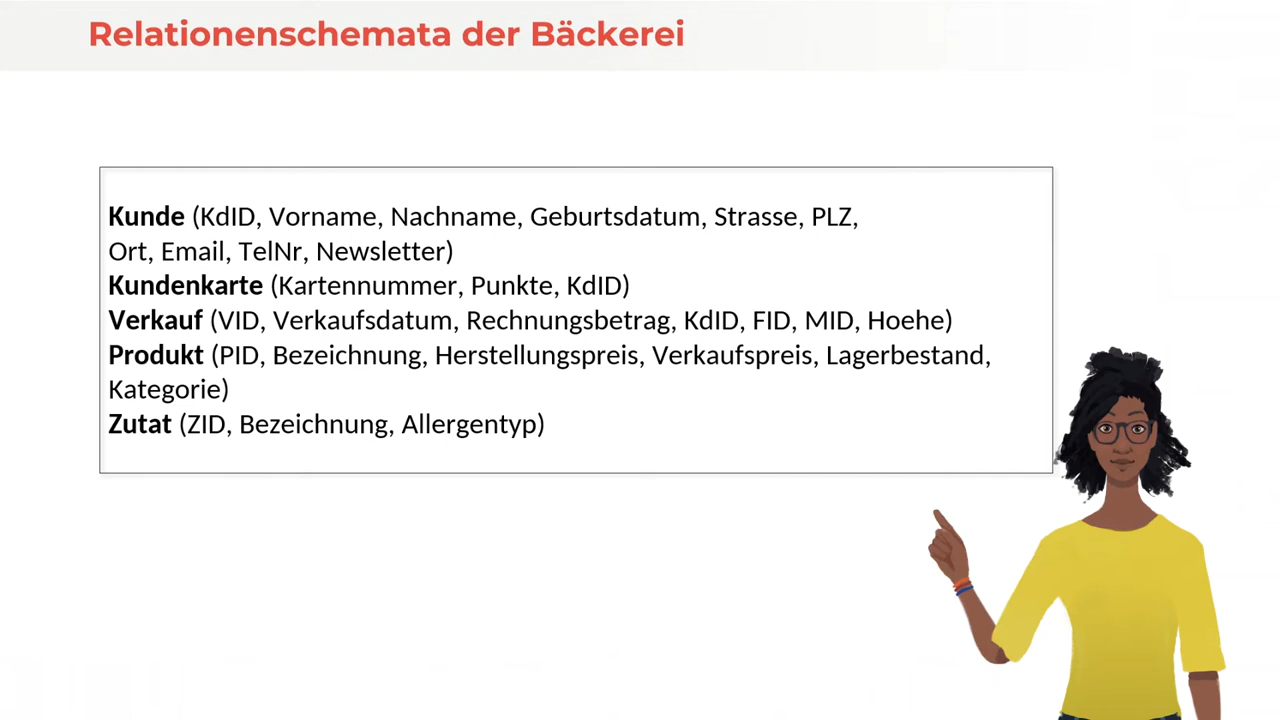 Relationenschemata der Bäckerei
Kunde (KdID, Vorname, Nachname, Geburtsdatum, Strasse, PLZ,
Ort, Email, TelNr, Newsletter)
Kundenkarte (Kartennummer, Punkte, KdID)
Verkauf (VID, Verkaufsdatum, Rechnungsbetrag, KdID, FID, MID, Hoehe)
Produkt (PID, Bezeichnung, Herstellungspreis, Verkaufspreis, Lagerbestand,
Kategorie)
Zutat (ZID, Bezeichnung, Allergentyp)